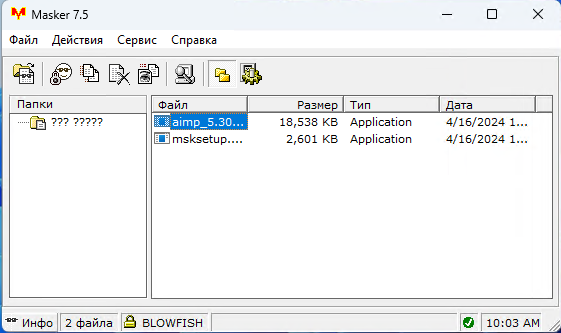 Masker 7.5
Файл Действия Сервис Справка
Папки
??? ?????
Файл Размер Тип Дата
aimp_5.30... 18,538 KB Application 4/16/2024 1...
msksetup.... 2,601 KB Application 4/16/2024 1...
Инфо 2 файла BLOWFISH 10:03 AM